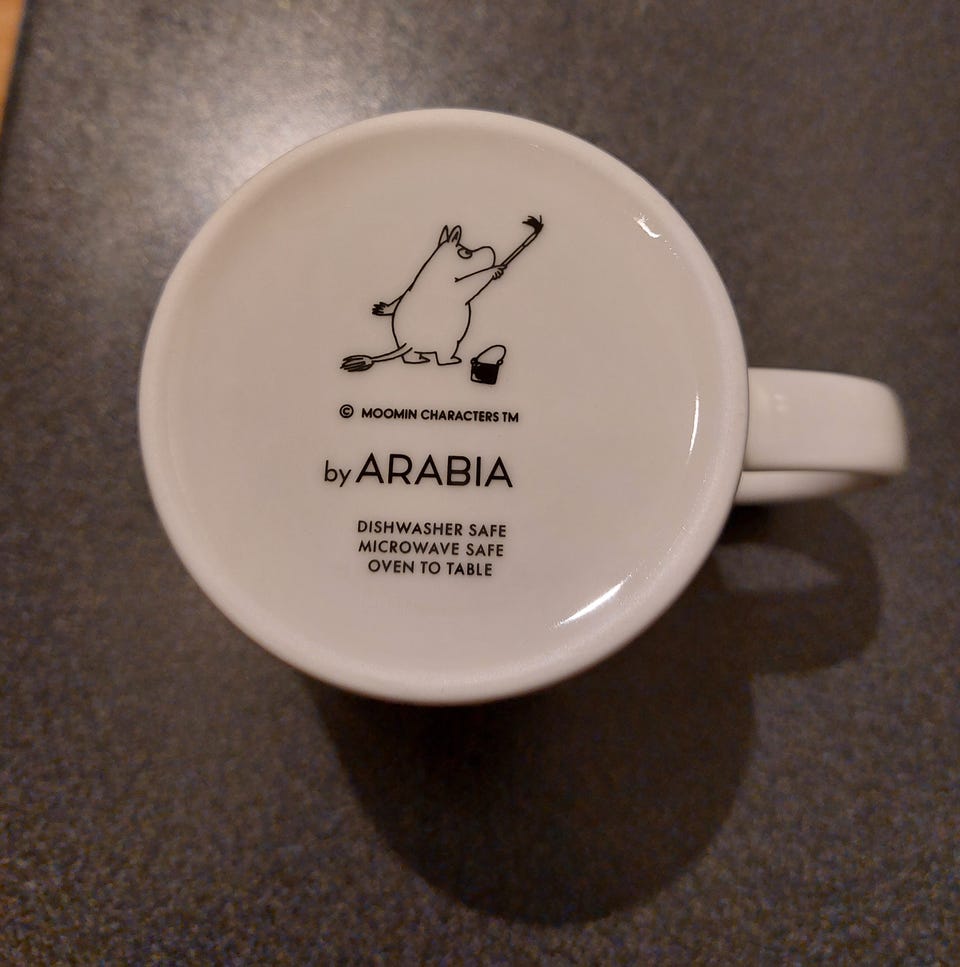 © MOOMIN CHARACTERS TM
by ARABIA
DISHWASHER SAFE
MICROWAVE SAFE
OVEN TO TABLE